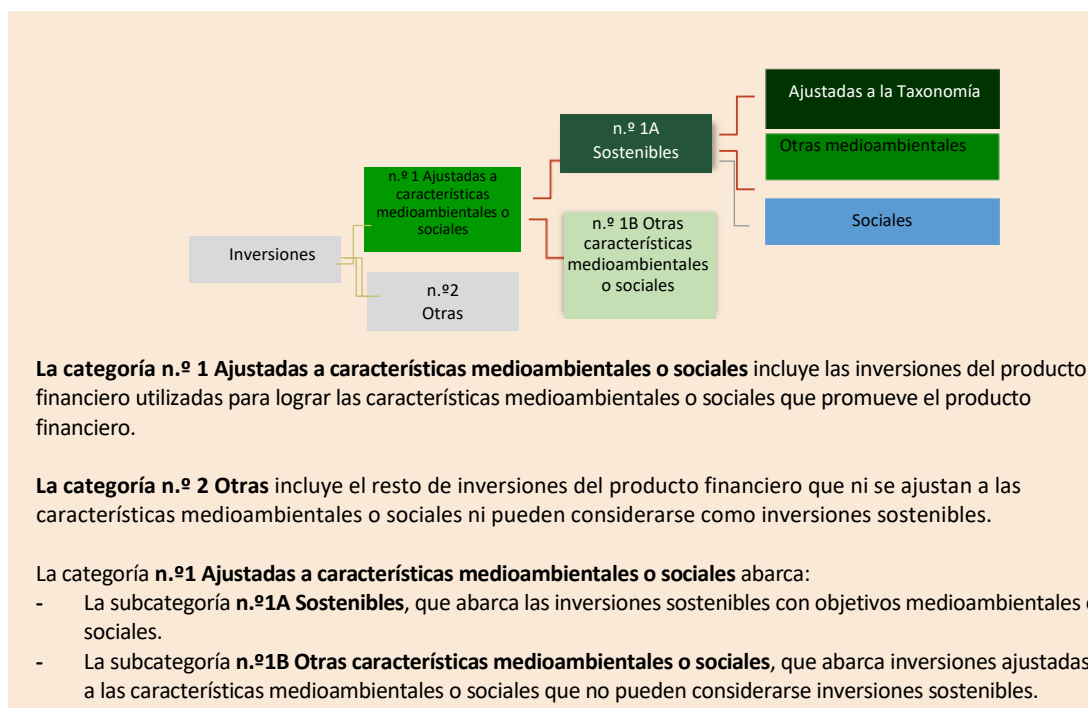 Ajustadas a la Taxonomía
n.º 1A
Sostenibles
Otras medioambientales
n.º 1 Ajustadas a
características
medioambientales o
sociales
n.º 1B Otras
características
medioambientales
o sociales
Sociales
Inversiones
n.º2
Otras
La categoría n.º 1 Ajustadas a características medioambientales o sociales incluye las inversiones del producto
financiero utilizadas para lograr las características medioambientales o sociales que promueve el producto
financiero.
La categoría n.º 2 Otras incluye el resto de inversiones del producto financiero que ni se ajustan a las
características medioambientales o sociales ni pueden considerarse como inversiones sostenibles.
La categoría n.º1 Ajustadas a características medioambientales o sociales abarca:
- La subcategoría n.º1A Sostenibles, que abarca las inversiones sostenibles con objetivos medioambientales
sociales.
- La subcategoría n.º1B Otras características medioambientales o sociales, que abarca inversiones ajustadas
a las características medioambientales o sociales que no pueden considerarse inversiones sostenibles.